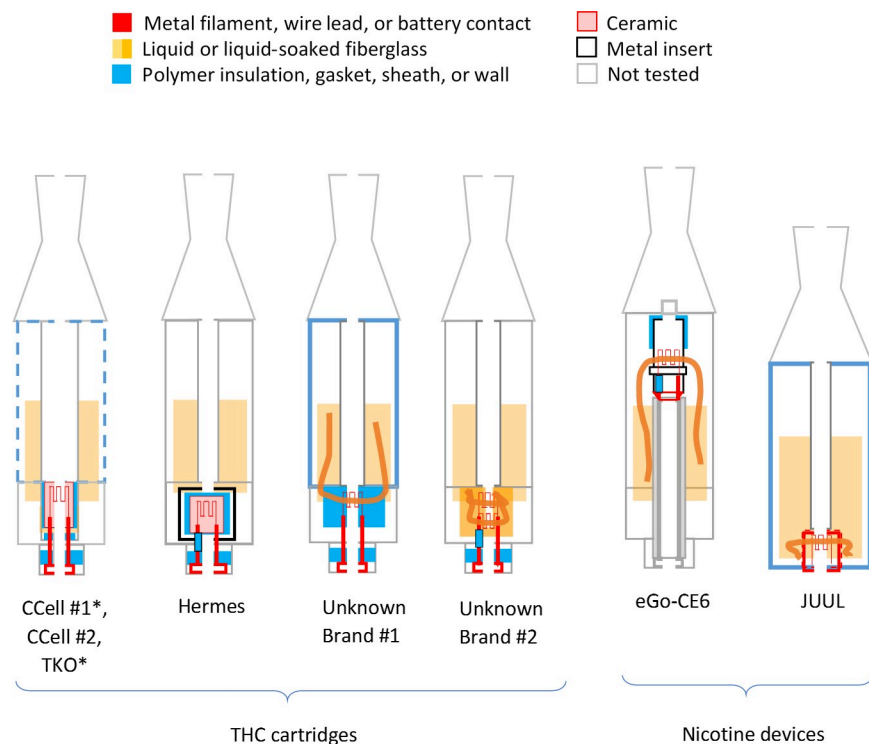 Metal filament, wire lead, or battery contact
Liquid or liquid-soaked fiberglass
Polymer insulation, gasket, sheath, or wall
Ceramic
Metal insert
Not tested
CCell #1*,
CCell #2,
TKO*
Hermes
Unknown
Brand #1
Unknown
Brand #2
eGo-CE6
JUUL
THC cartridges
Nicotine devices